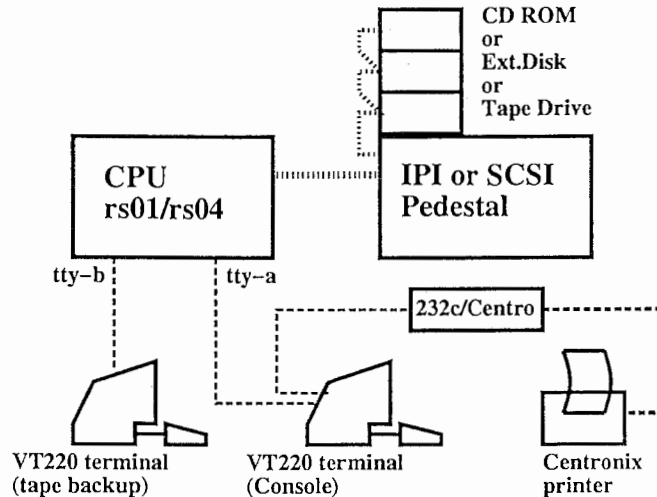 CD ROM
or
Ext.Disk
or
Tape Drive
CPU
rs01/rs04
IPI or SCSI
Pedestal
tty-b
tty-a
232c/Centro
VT220 terminal
(tape backup)
VT220 terminal
(Console)
Centronix
printer